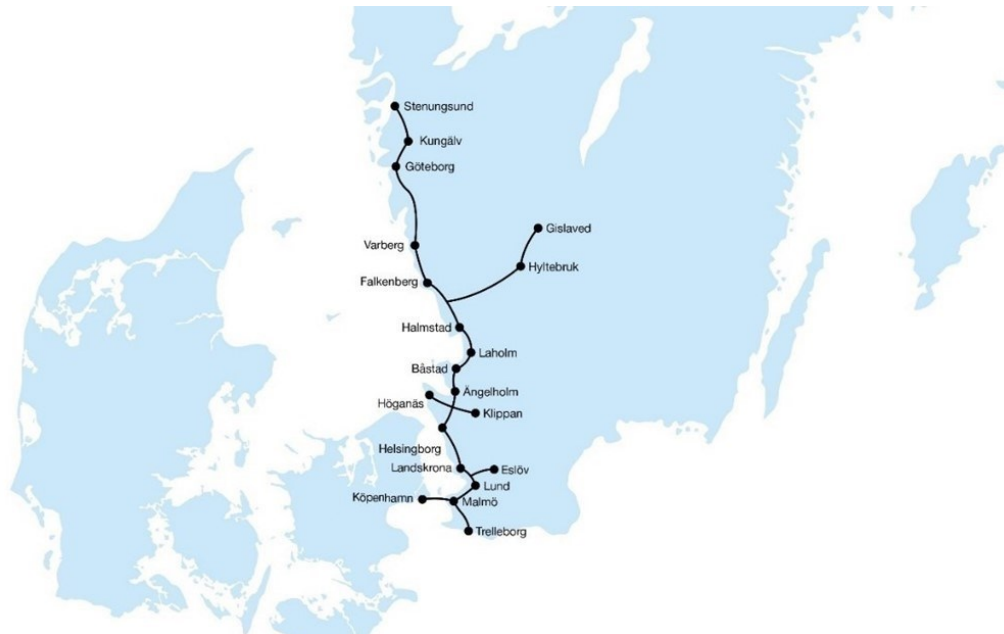 Stenungsund
Kungälv
Göteborg
Gislaved
Varberg
Hyltebruk
Falkenberg
Halmstad
Laholm
Båstad
Ängelholm
Höganäs
Klippan
Helsingborg
Landskrona
Eslöv
Lund
Köpenhamn
Malmö
Trelleborg